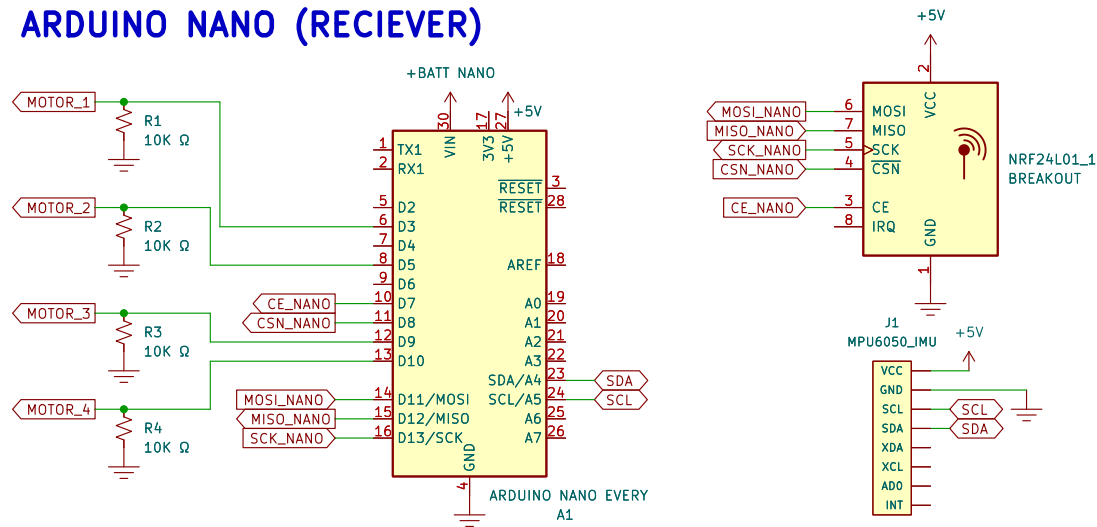 ARDUINO NANO (RECIEVER)
MOTOR_1
R1
10K Ω
MOTOR_2
R2
10K Ω
MOTOR_3
R3
10K Ω
MOTOR_4
R4
10K Ω
+BATT NANO
+5V
30
17
27
VIN
3V3
+5V
1 TX1
2 RX1
RESET 3
RESET 28
5 D2
6 D3
7 D4
8 D5
9 D6
AREF 18
CE_NANO 10 D7
CSN_NANO 11 D8
12 D9
13 D10
A0 19
A1 20
A2 21
A3 22
SDA/A4 23 SDA
SCL/A5 24 SCL
MOSI_NANO 14 D11/MOSI
MISO_NANO 15 D12/MISO
SCK_NANO 16 D13/SCK
A6 25
A7 26
GND
4
ARDUINO NANO EVERY
A1
+5V
2
VCC
MOSI_NANO 6 MOSI
MISO_NANO 7 MISO
SCK_NANO 5 SCK
CSN_NANO 4 CSN
CE_NANO 3 CE
8 IRQ
GND
1
NRF24L01_1
BREAKOUT
J1
MPU6050_IMU
+5V
VCC
GND
SCL SCL
SDA SDA
XDA
XCL
AD0
INT